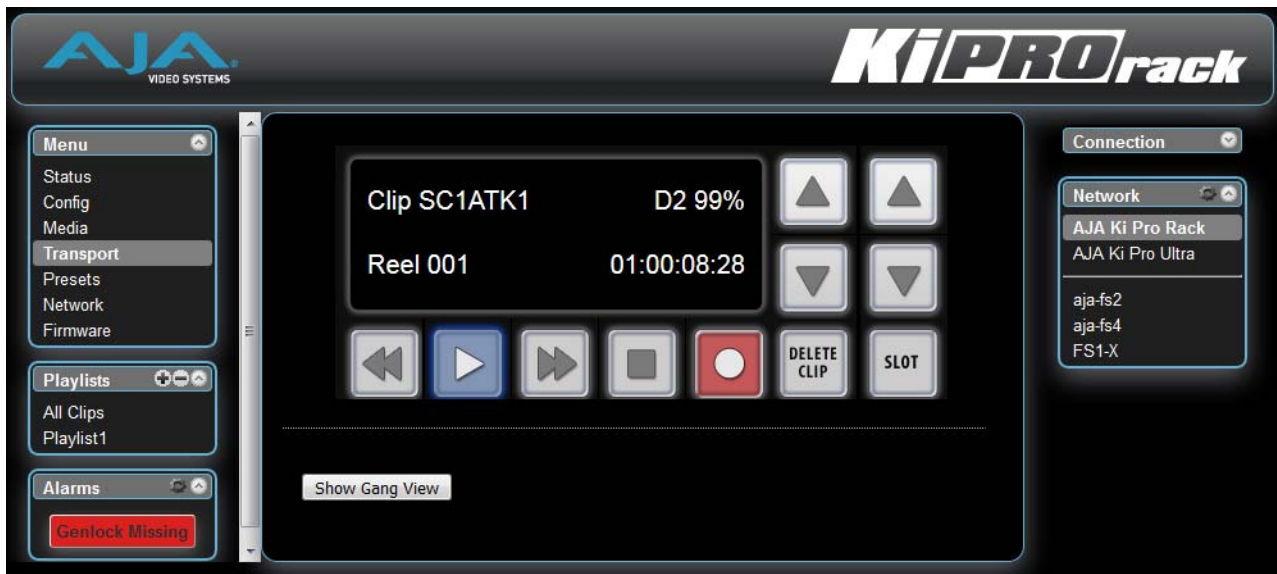 AJA
VIDEO SYSTEMS
KiPROrack
Menu
Status
Config
Media
Transport
Presets
Network
Firmware
Playlists
All Clips
Playlist1
Alarms
Genlock Missing
Clip SC1ATK1 D2 99%
Reel 001 01:00:08:28
DELETE
CLIP
SLOT
Show Gang View
Connection
Network
AJA Ki Pro Rack
AJA Ki Pro Ultra
aja-fs2
aja-fs4
FS1-X